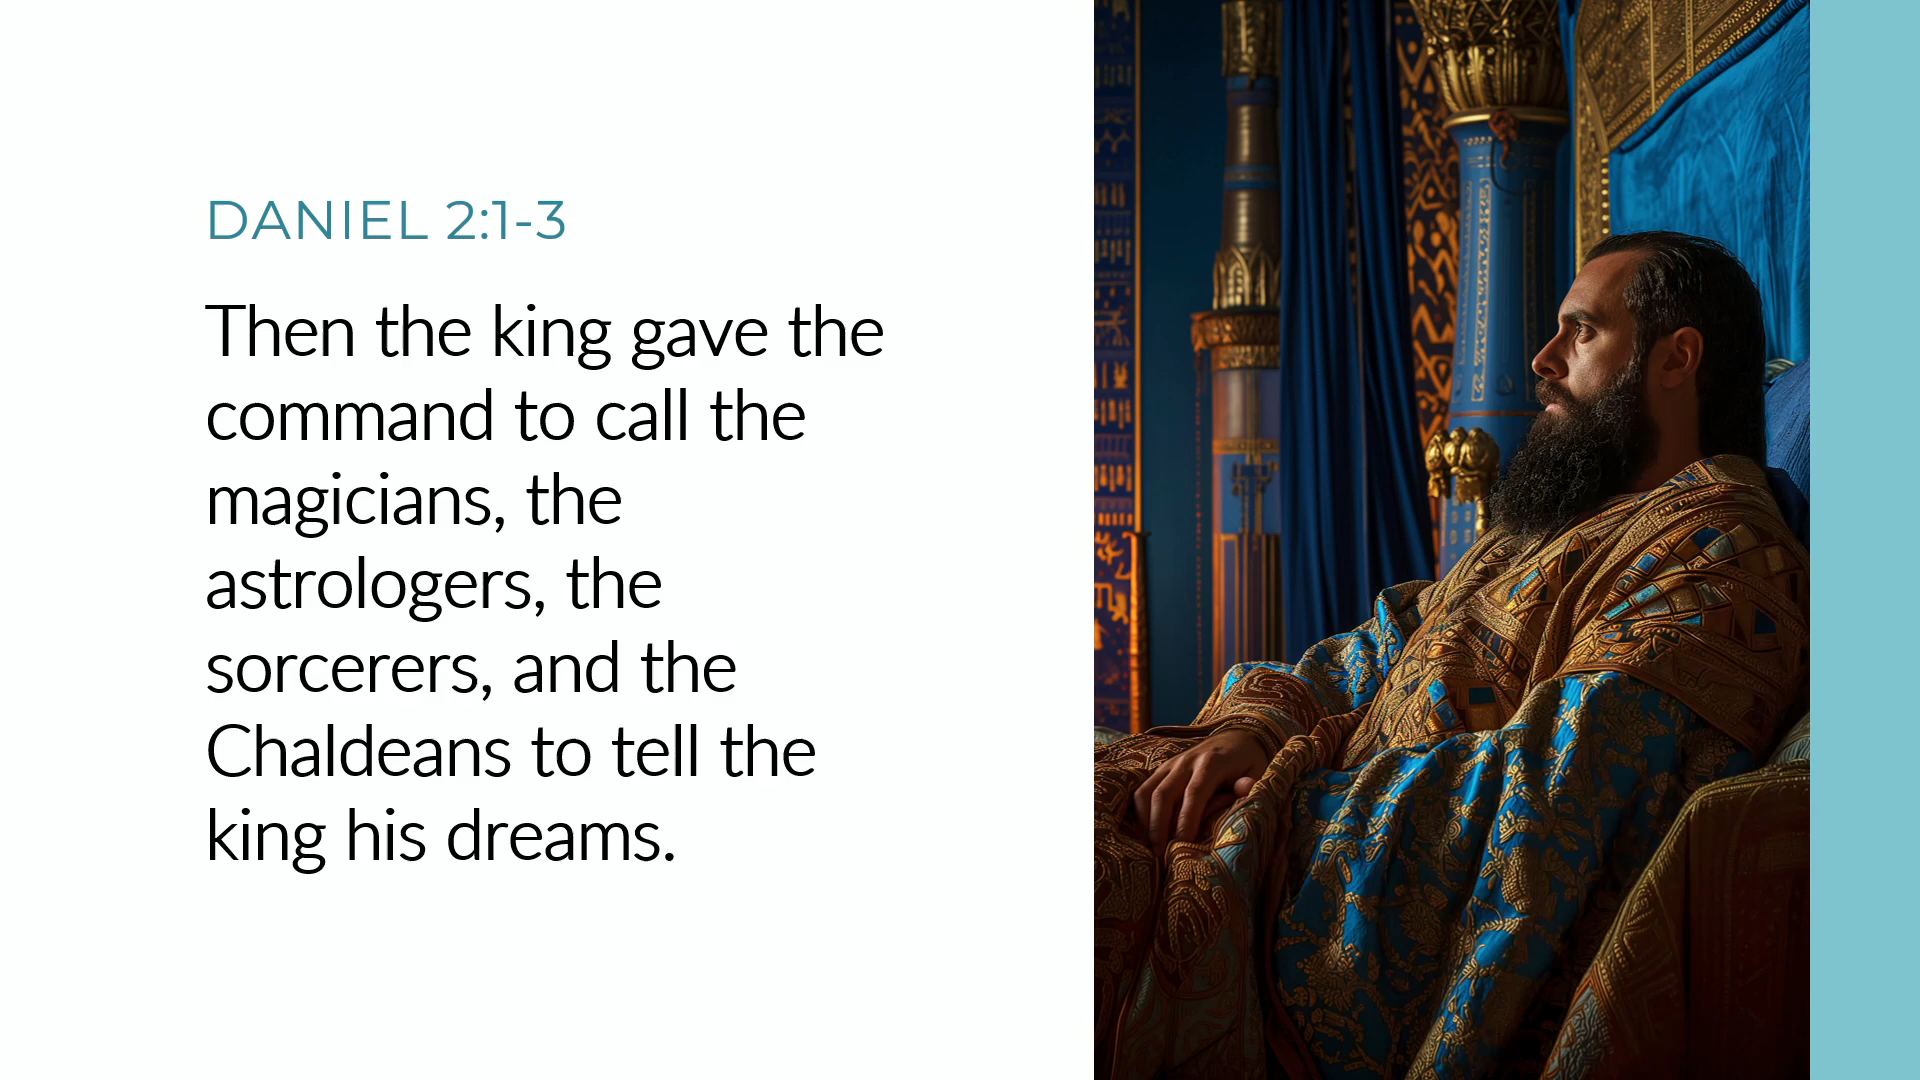 DANIEL 2:1-3
Then the king gave the
command to call the
magicians, the
astrologers, the
sorcerers, and the
Chaldeans to tell the
king his dreams.